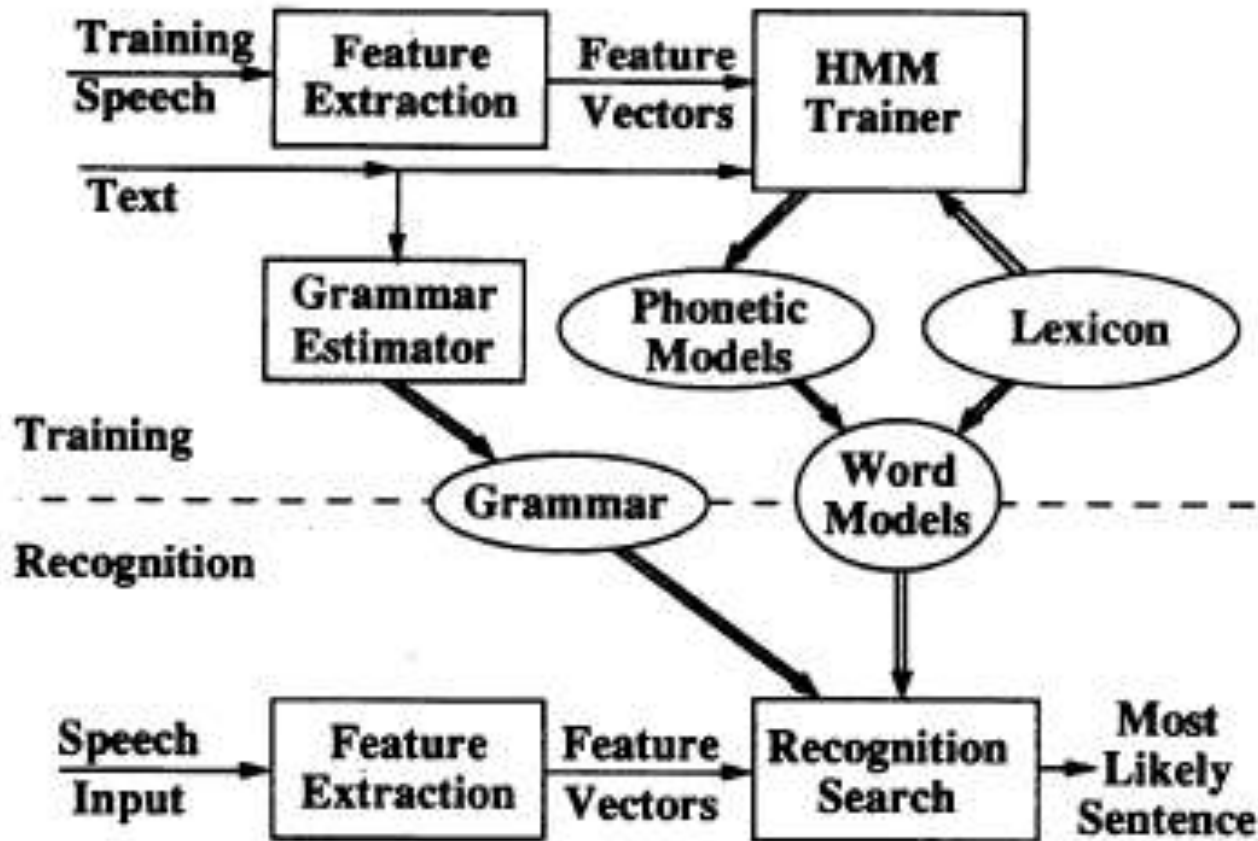 Training
Speech
Feature
Extraction
Feature
Vectors
HMM
Trainer
Text
Grammar
Estimator
Phonetic
Models
Lexicon
Training
Grammar
Word
Models
Recognition
Speech
Input
Feature
Extraction
Feature
Vectors
Recognition
Search
Most
Likely
Sentence